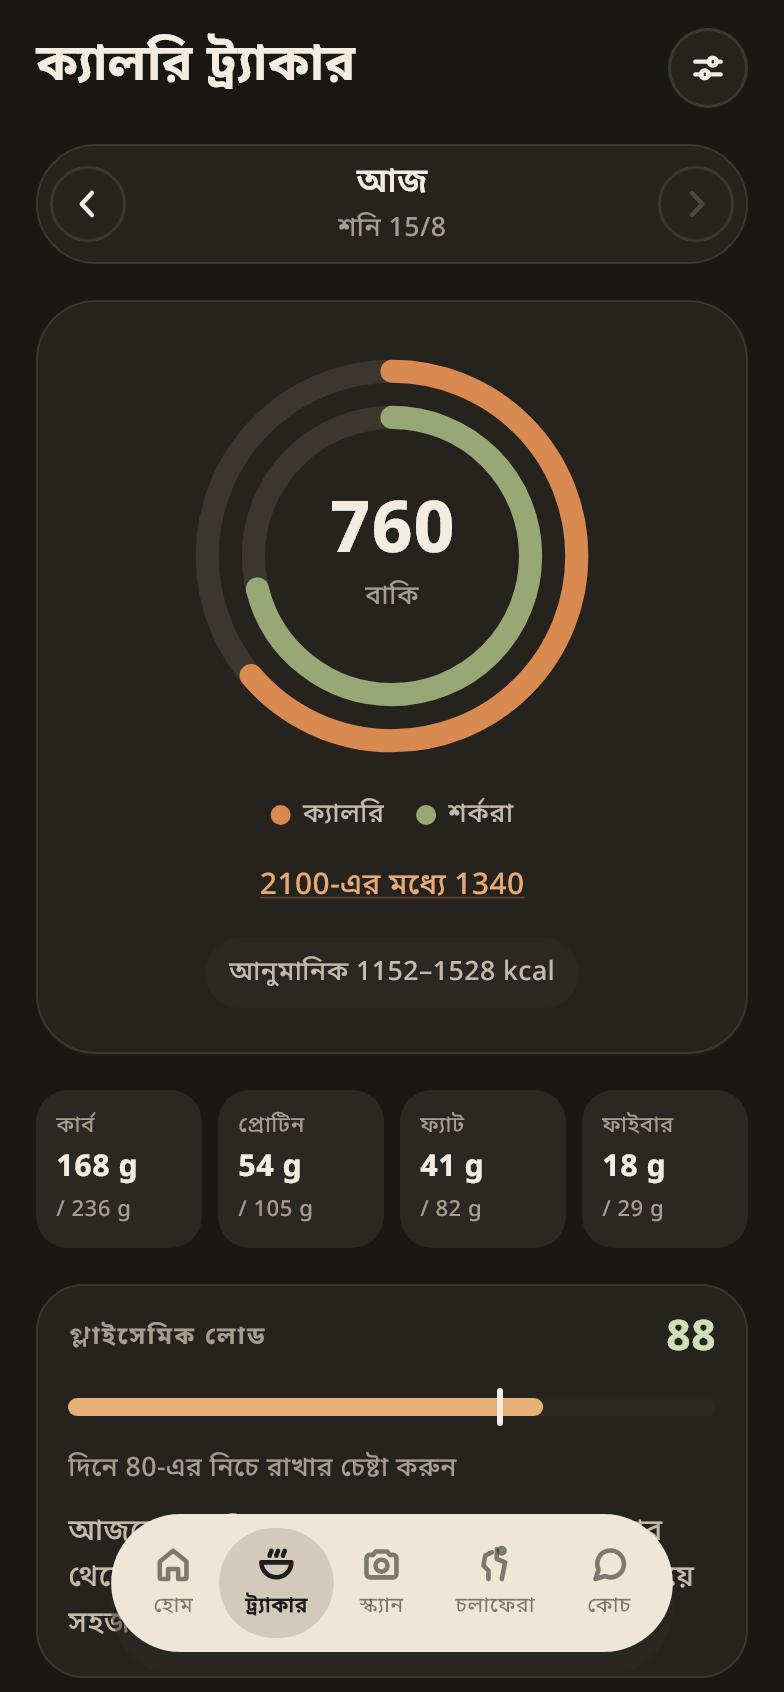 ক্যালরি ট্র্যাকার
আজ
শনি 15/8
760
বাকি
ক্যালরি
শর্করা
2100-এর মধ্যে 1340
আনুমানিক 1152–1528 kcal
কার্ব
168 g
/ 236 g
প্রোটিন
54 g
/ 105 g
ফ্যাট
41 g
/ 82 g
ফাইবার
18 g
/ 29 g
গ্লাইসেমিক লোড
88
দিনে 80-এর নিচে রাখার চেষ্টা করুন
হোম
ট্র্যাকার
স্ক্যান
চলাফেরা
কোচ